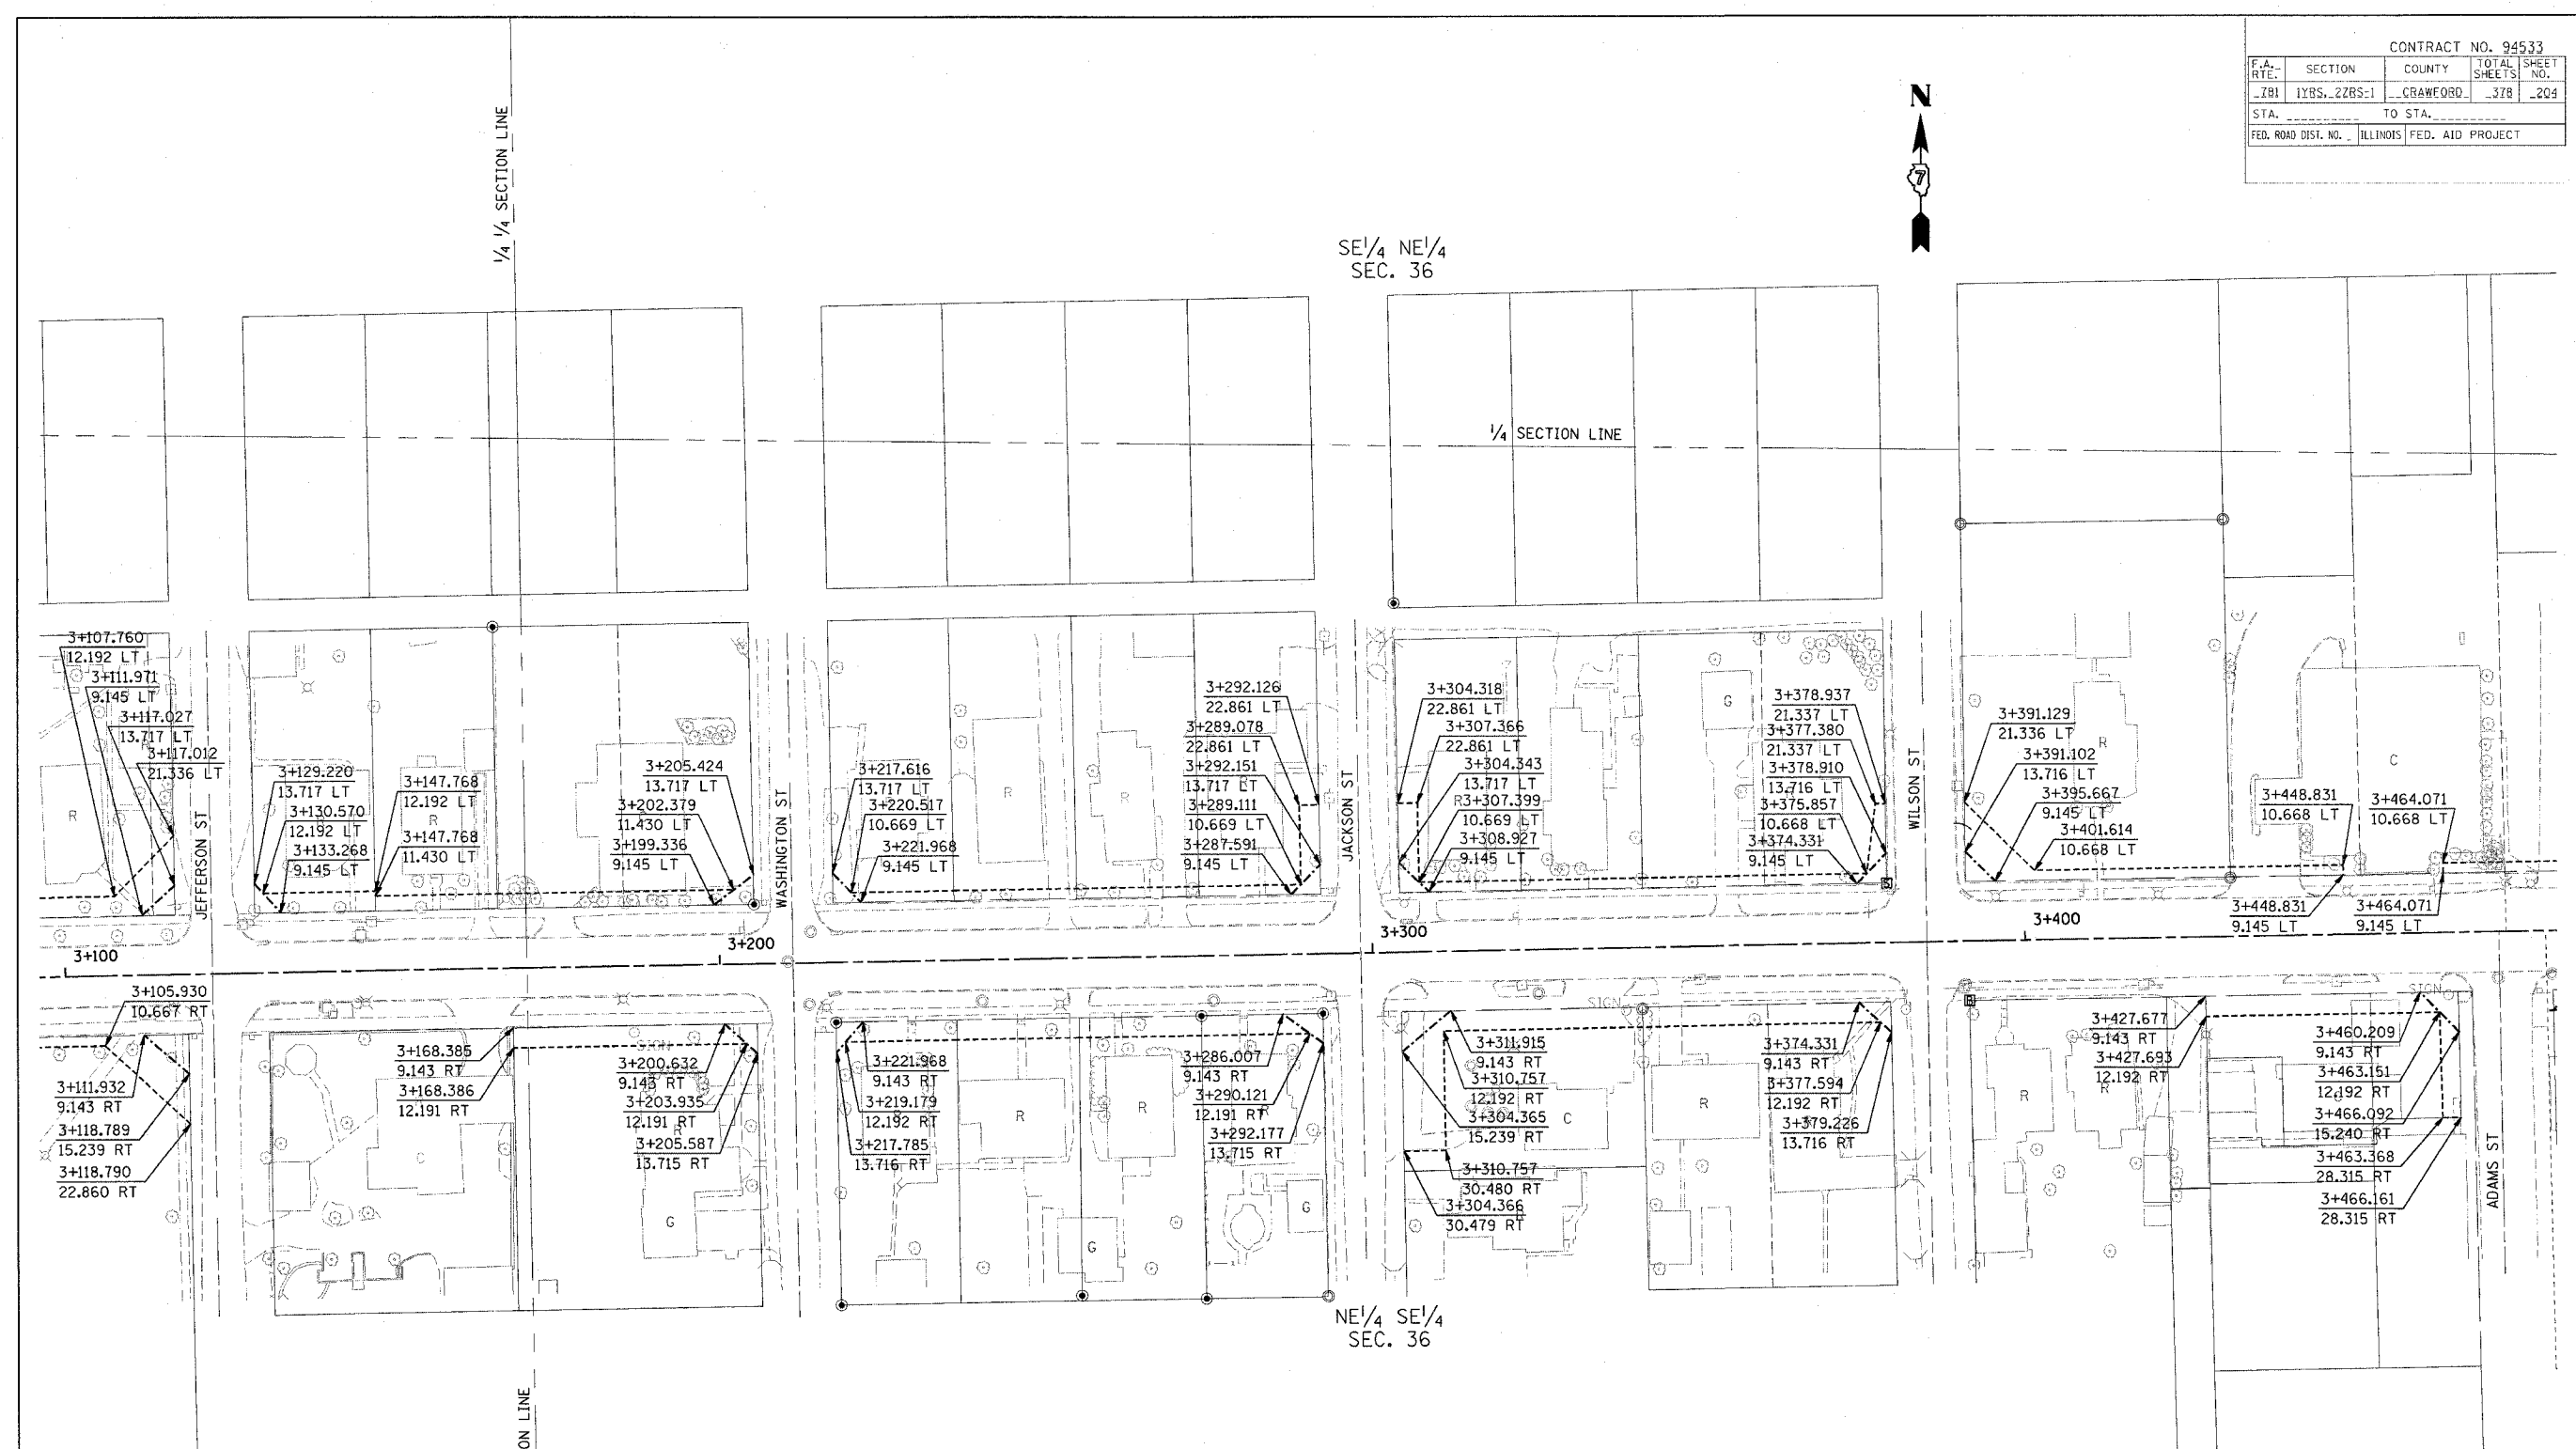 CONTRACT NO. 94533
F.A. RTE.
SECTION
COUNTY
TOTAL SHEETS
SHEET NO.
781
1YBS, 2ZBS-1
CRAWFORD
378
204
STA. TO STA.
FED. ROAD DIST. NO. ILLINOIS FED. AID PROJECT
N
7
1/4 1/4 SECTION LINE
SE1/4 NE1/4
SEC. 36
1/4 SECTION LINE
3+107.760
12.192 LT
3+111.971
9.145 LT
3+117.027
13.717 LT
3+117.012
21.336 LT
R
JEFFERSON ST
3+129.220
13.717 LT
3+130.570
12.192 LT
3+133.268
9.145 LT
3+147.768
12.192 LT
R
3+147.768
11.430 LT
3+205.424
13.717 LT
3+202.379
11.430 LT
3+199.336
9.145 LT
WASHINGTON ST
3+217.616
13.717 LT
3+220.517
10.669 LT
3+221.968
9.145 LT
R
R
3+292.126
22.861 LT
3+289.078
22.861 LT
3+292.151
13.717 LT
3+289.111
10.669 LT
3+287.591
9.145 LT
JACKSON ST
3+304.318
22.861 LT
3+307.366
22.861 LT
3+304.343
13.717 LT
R
3+307.399
10.669 LT
3+308.927
9.145 LT
G
3+378.937
21.337 LT
3+377.380
21.337 LT
3+378.910
13.716 LT
3+375.857
10.668 LT
3+374.331
9.145 LT
WILSON ST
3+391.129
21.336 LT
3+391.102
13.716 LT
3+395.667
9.145 LT
3+401.614
10.668 LT
R
C
3+448.831
10.668 LT
3+464.071
10.668 LT
3+448.831
9.145 LT
3+464.071
9.145 LT
3+100
3+200
3+300
3+400
3+105.930
10.667 RT
3+111.932
9.143 RT
3+118.789
15.239 RT
3+118.790
22.860 RT
3+168.385
9.143 RT
3+168.386
12.191 RT
C
SIGN
3+200.632
9.143 RT
3+203.935
12.191 RT
R
3+205.587
13.715 RT
G
3+221.968
9.143 RT
3+219.179
12.192 RT
3+217.785
13.716 RT
R
R
G
3+286.007
9.143 RT
3+290.121
12.191 RT
R
3+292.177
13.715 RT
G
SIGN
3+311.915
9.143 RT
3+310.757
12.192 RT
3+304.365
15.239 RT
C
3+310.757
30.480 RT
3+304.366
30.479 RT
R
3+374.331
9.143 RT
3+377.594
12.192 RT
3+379.226
13.716 RT
R
R
3+427.677
9.143 RT
3+427.693
12.192 RT
SIGN
3+460.209
9.143 RT
3+463.151
12.192 RT
3+466.092
15.240 RT
3+463.368
28.315 RT
3+466.161
28.315 RT
ADAMS ST
NE1/4 SE1/4
SEC. 36
ON LINE